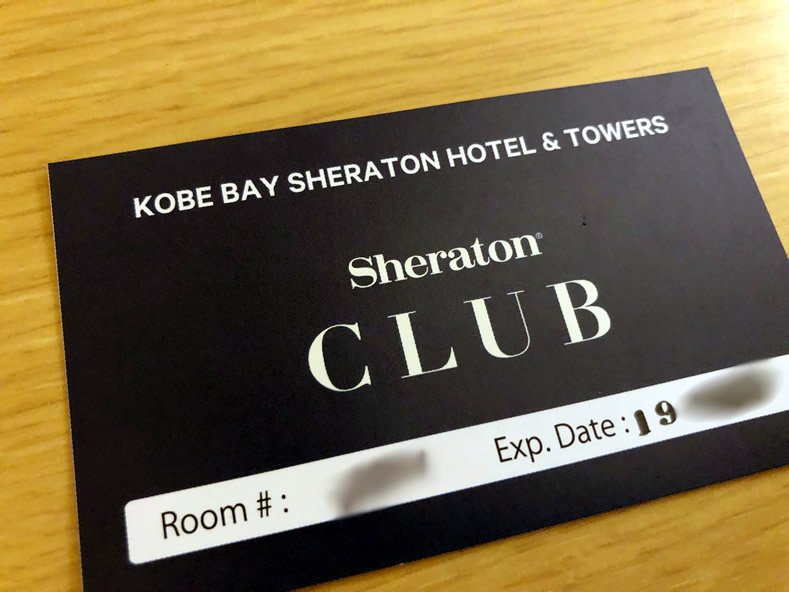 KOBE BAY SHERATON HOTEL & TOWERS
Sheraton®
CLUB
Room # : Exp. Date : 19